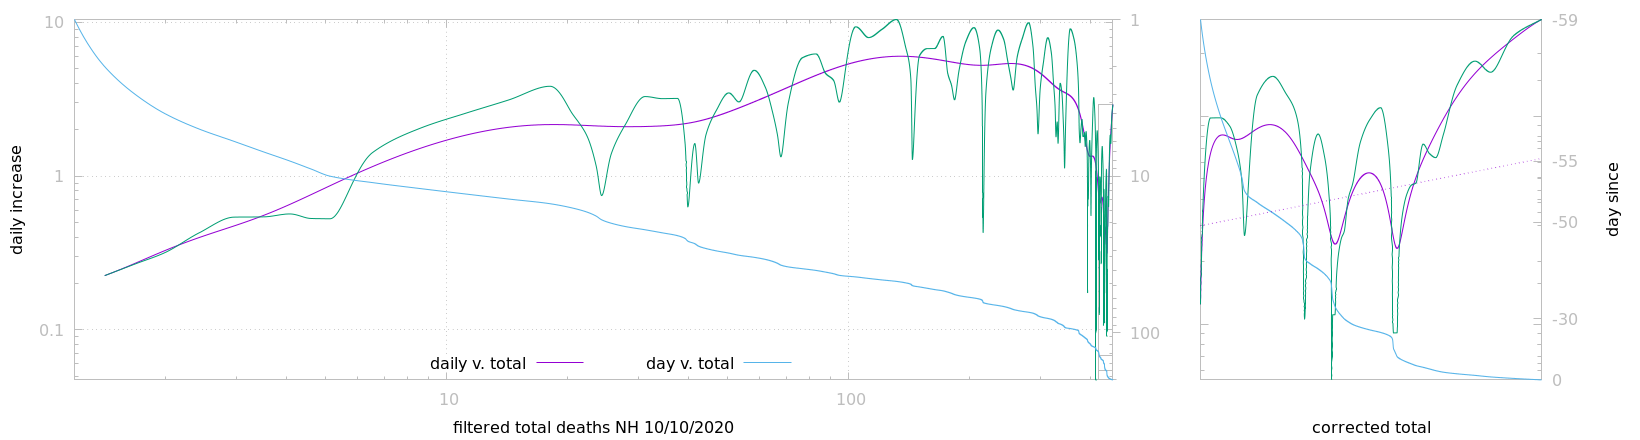 10
1
0.1
daily increase
daily v. total
day v. total
10
100
filtered total deaths NH 10/10/2020
1
10
100
-59
-55
-50
-30
0
day since
corrected total